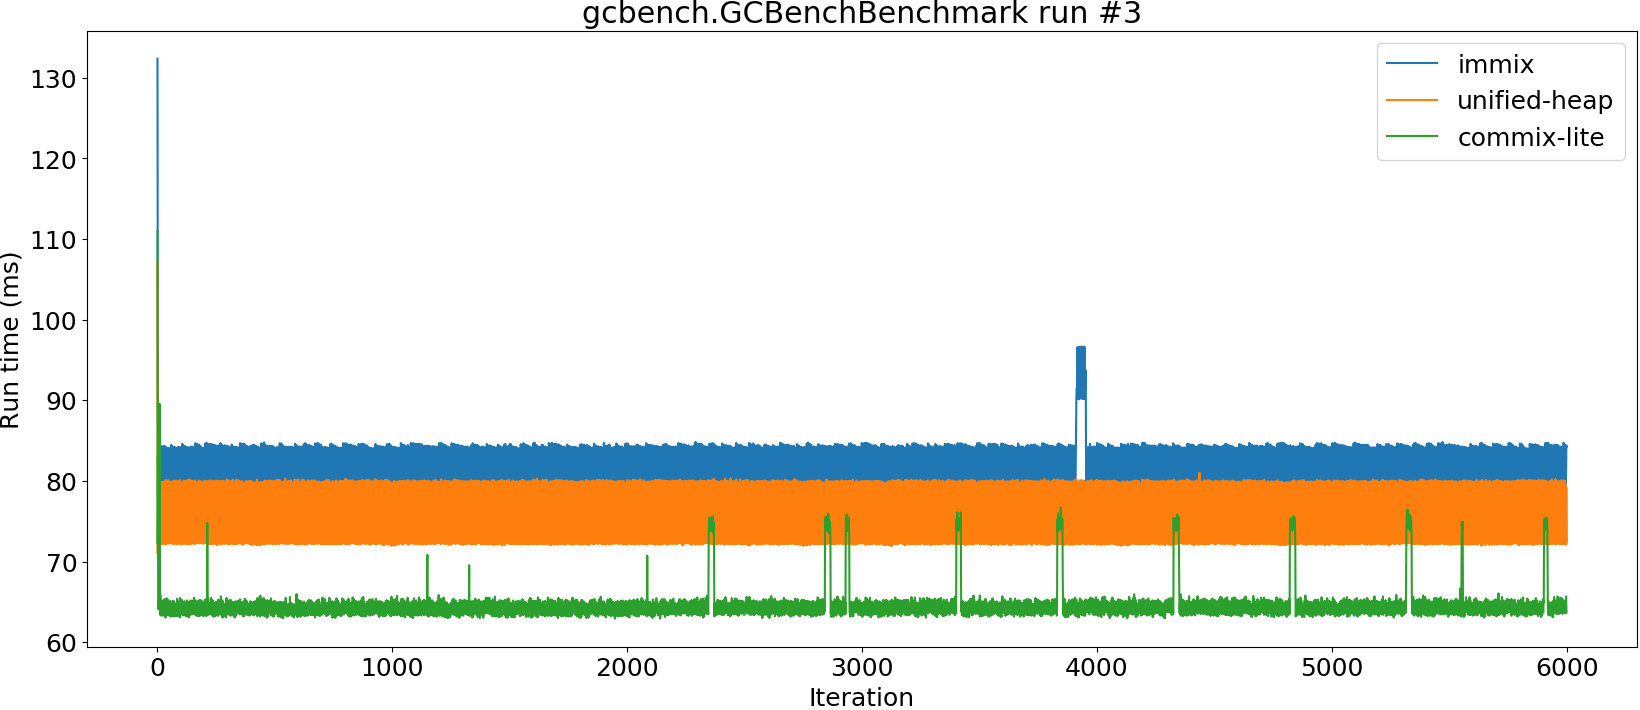 gcbench.GCBenchBenchmark run #3
immix
unified-heap
commix-lite
Run time (ms)
130
120
110
100
90
80
70
60
0 1000 2000 3000 4000 5000 6000
Iteration